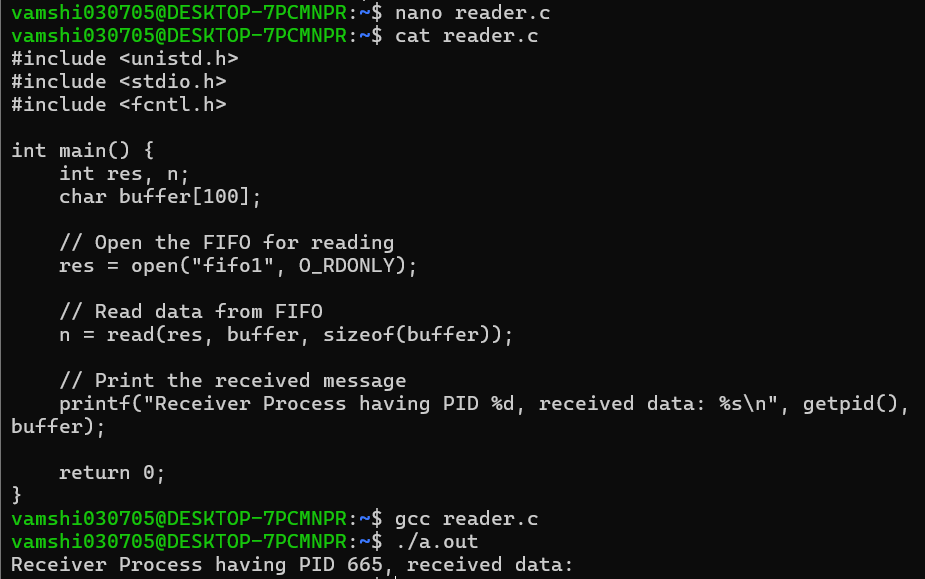 vamshi030705@DESKTOP-7PCMNPR:~$ nano reader.c
vamshi030705@DESKTOP-7PCMNPR:~$ cat reader.c
#include <unistd.h>
#include <stdio.h>
#include <fcntl.h>

int main() {
    int res, n;
    char buffer[100];

    // Open the FIFO for reading
    res = open("fifo1", O_RDONLY);

    // Read data from FIFO
    n = read(res, buffer, sizeof(buffer));

    // Print the received message
    printf("Receiver Process having PID %d, received data: %s\n", getpid(),
buffer);

    return 0;
}
vamshi030705@DESKTOP-7PCMNPR:~$ gcc reader.c
vamshi030705@DESKTOP-7PCMNPR:~$ ./a.out
Receiver Process having PID 665, received data: